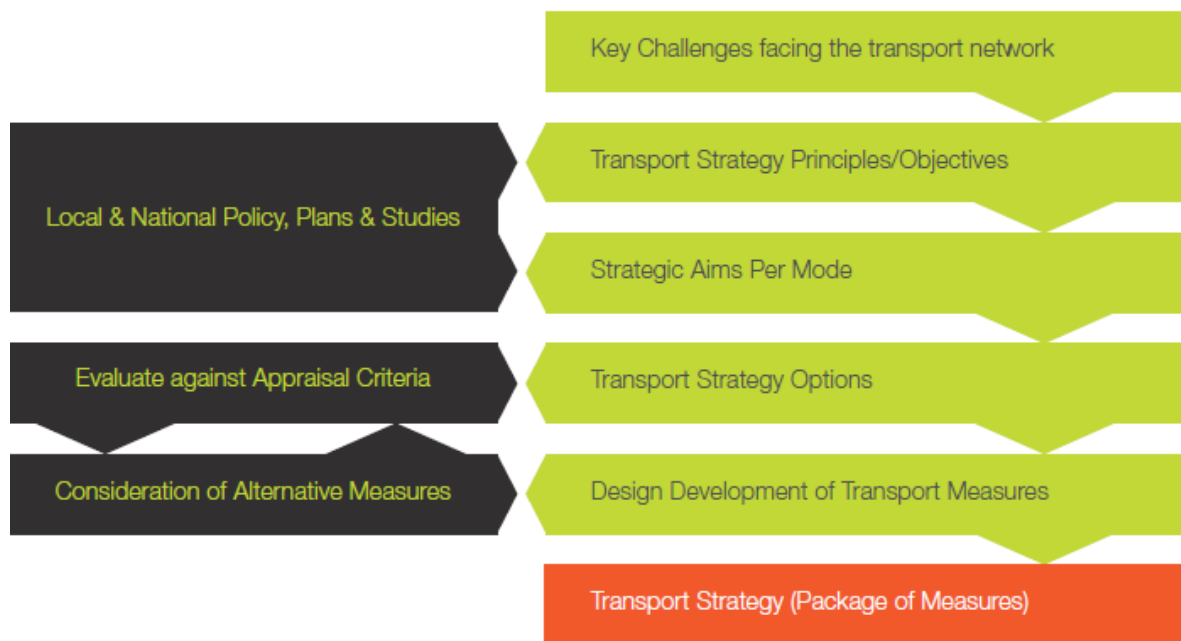 Key Challenges facing the transport network
Local & National Policy, Plans & Studies
Transport Strategy Principles/Objectives
Strategic Aims Per Mode
Evaluate against Appraisal Criteria
Transport Strategy Options
Consideration of Alternative Measures
Design Development of Transport Measures
Transport Strategy (Package of Measures)